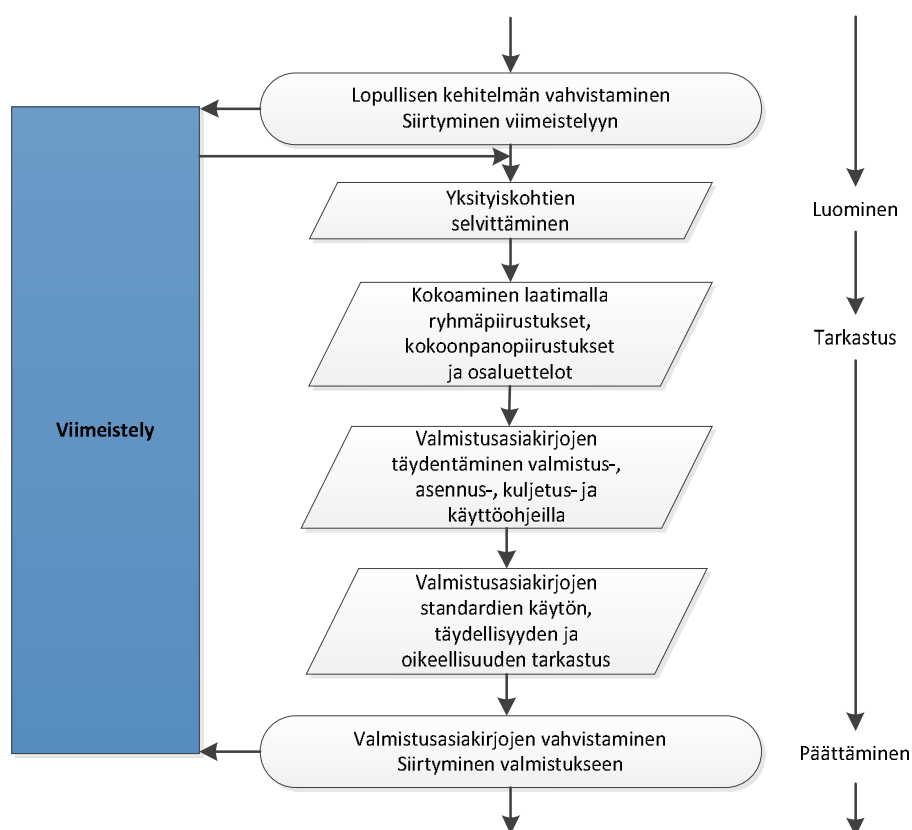 Lopullisen kehitelmän vahvistaminen
Siirtyminen viimeistelyyn
Yksityiskohtien
selvittäminen
Luominen
Kokoaminen laatimalla
ryhmäpiirustukset,
kokoonpanopiirustukset
ja osaluettelot
Tarkastus
Viimeistely
Valmistusasiakirjojen
täydentäminen valmistus-,
asennus-, kuljetus- ja
käyttöohjeilla
Valmistusasiakirjojen
standardien käytön,
täydellisyyden ja
oikeellisuuden tarkastus
Valmistusasiakirjojen vahvistaminen
Siirtyminen valmistukseen
Päättäminen